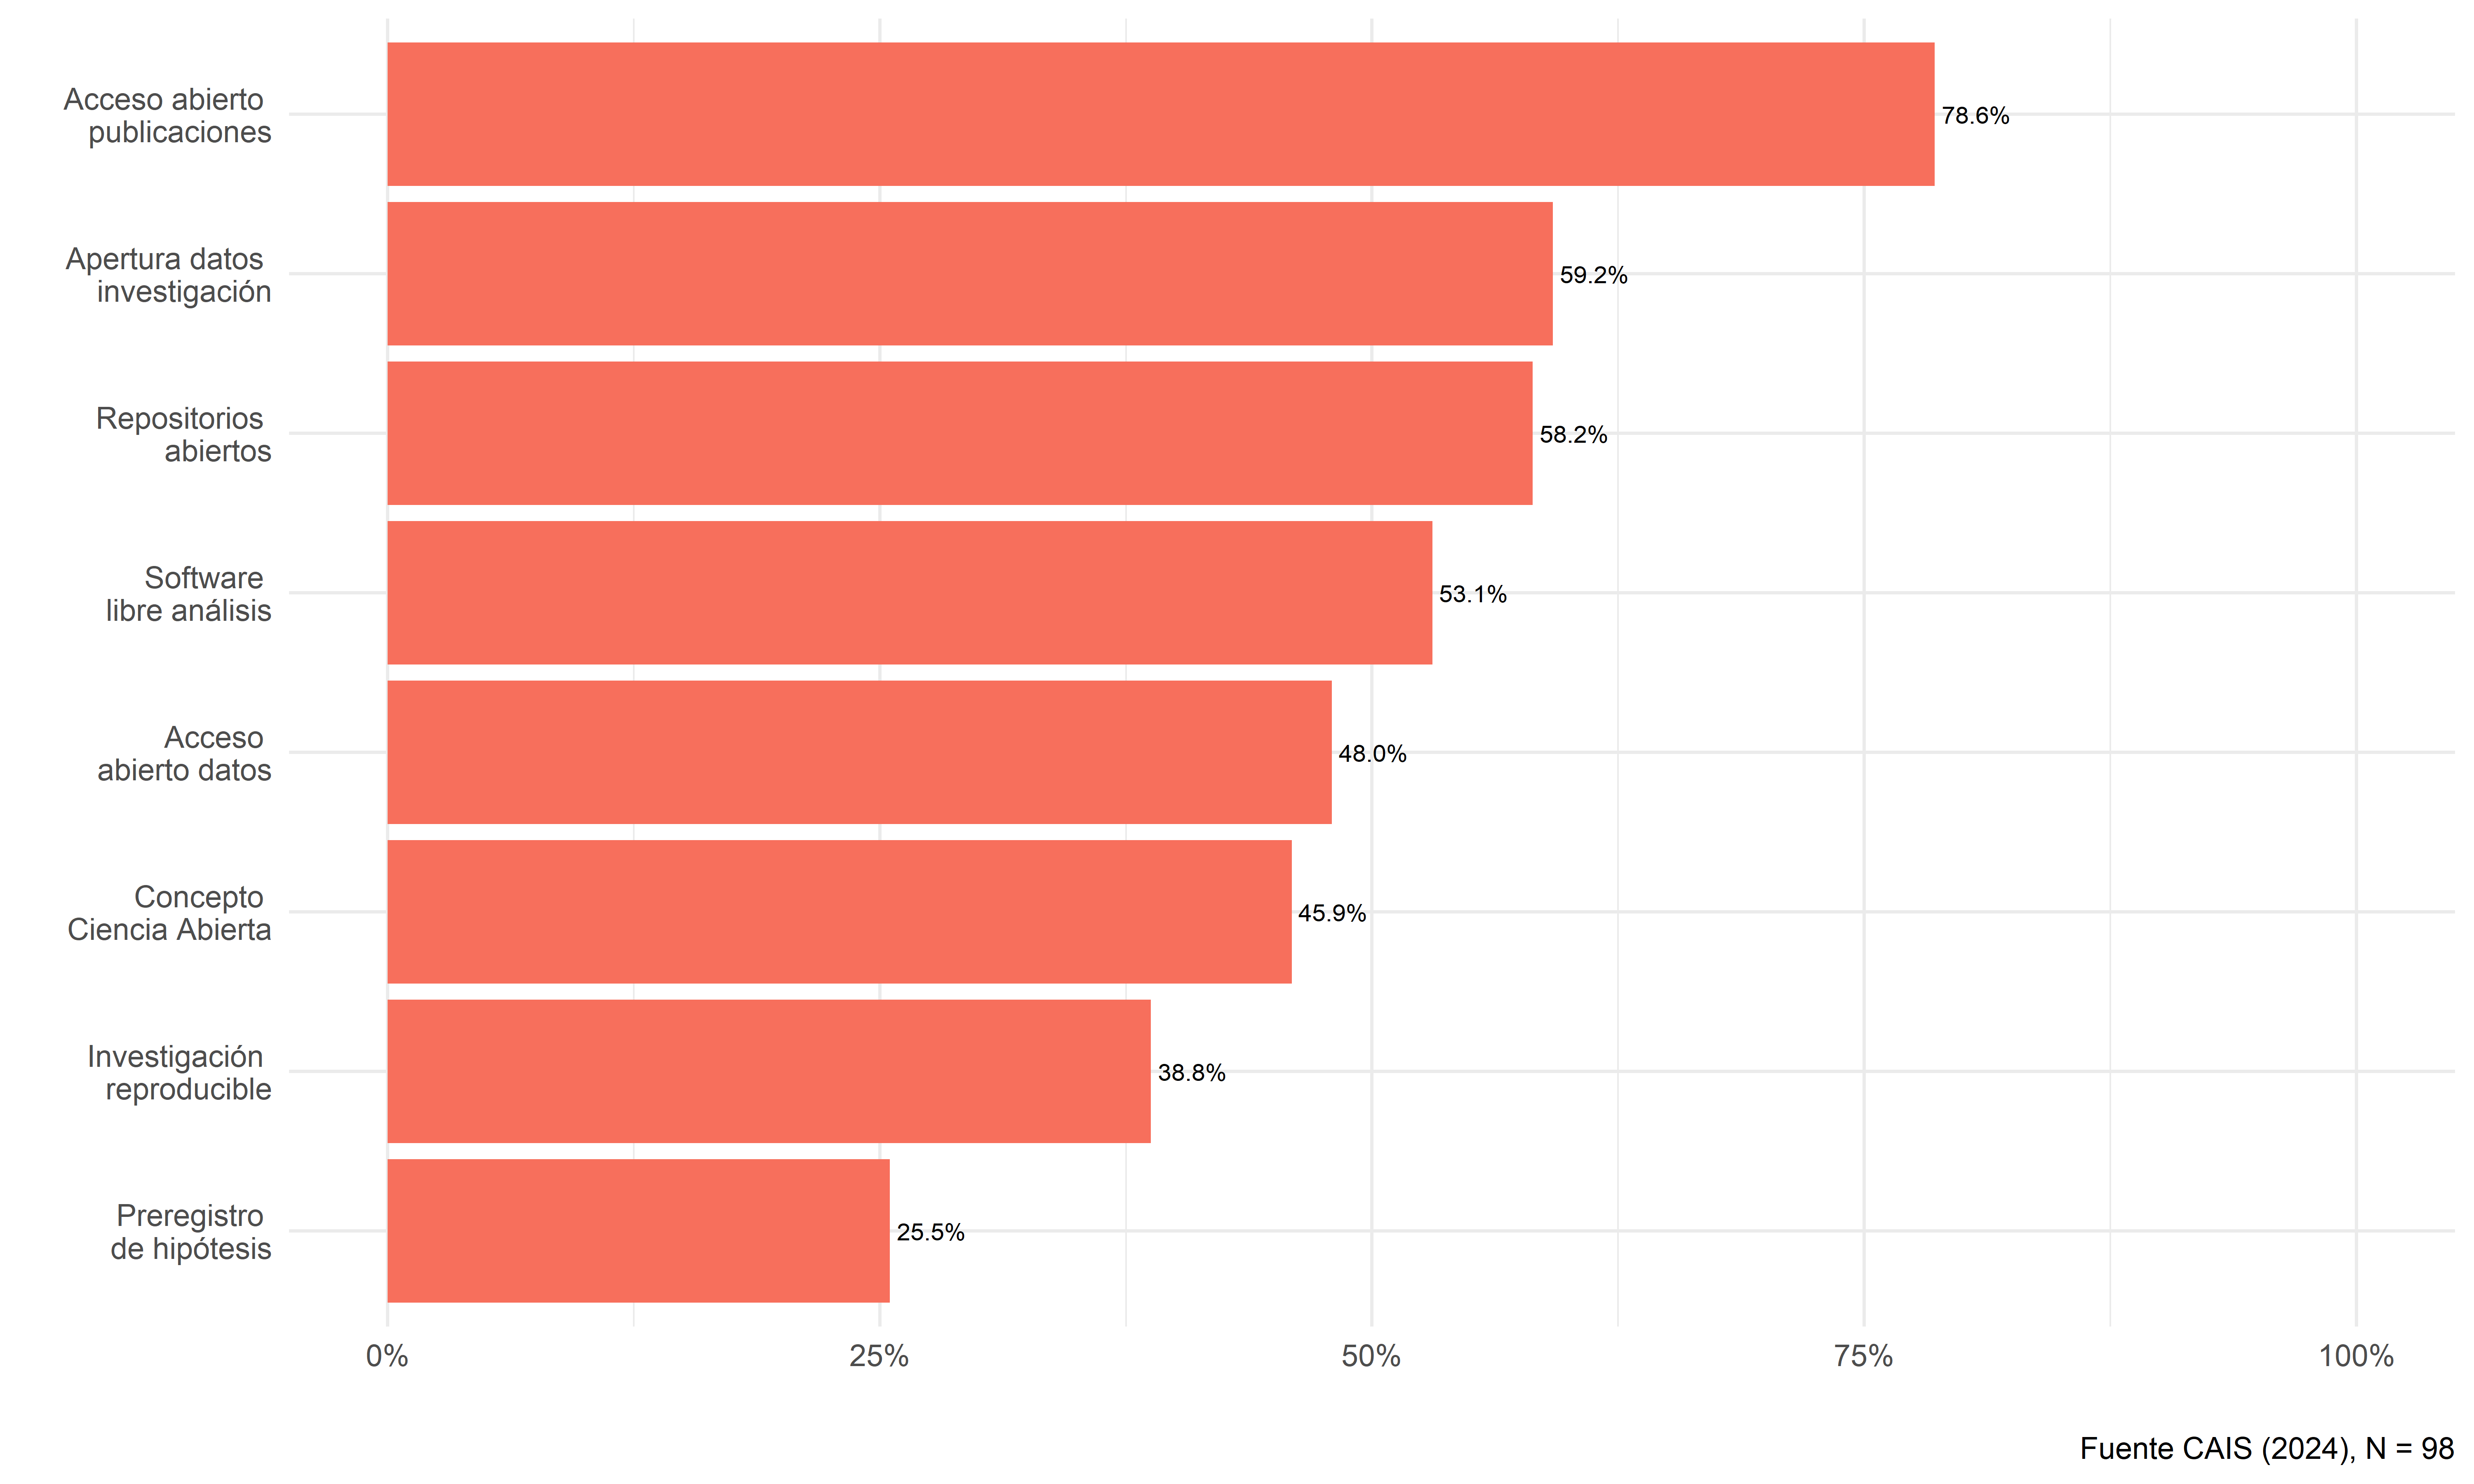 Acceso abierto
publicaciones
78.6%
Apertura datos
investigación
59.2%
Repositorios
abiertos
58.2%
Software
libre análisis
53.1%
Acceso
abierto datos
48.0%
Concepto
Ciencia Abierta
45.9%
Investigación
reproducible
38.8%
Preregistro
de hipótesis
25.5%
0% 25% 50% 75% 100%
Fuente CAIS (2024), N = 98